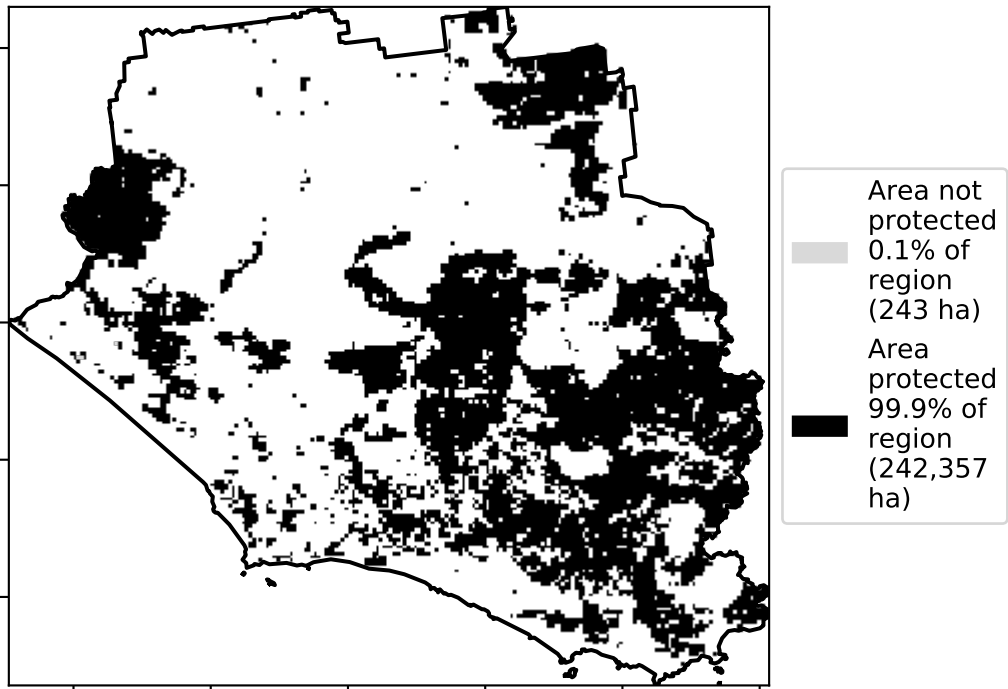 Area not
protected
0.1% of
region
(243 ha)
Area
protected
99.9% of
region
(242,357
ha)